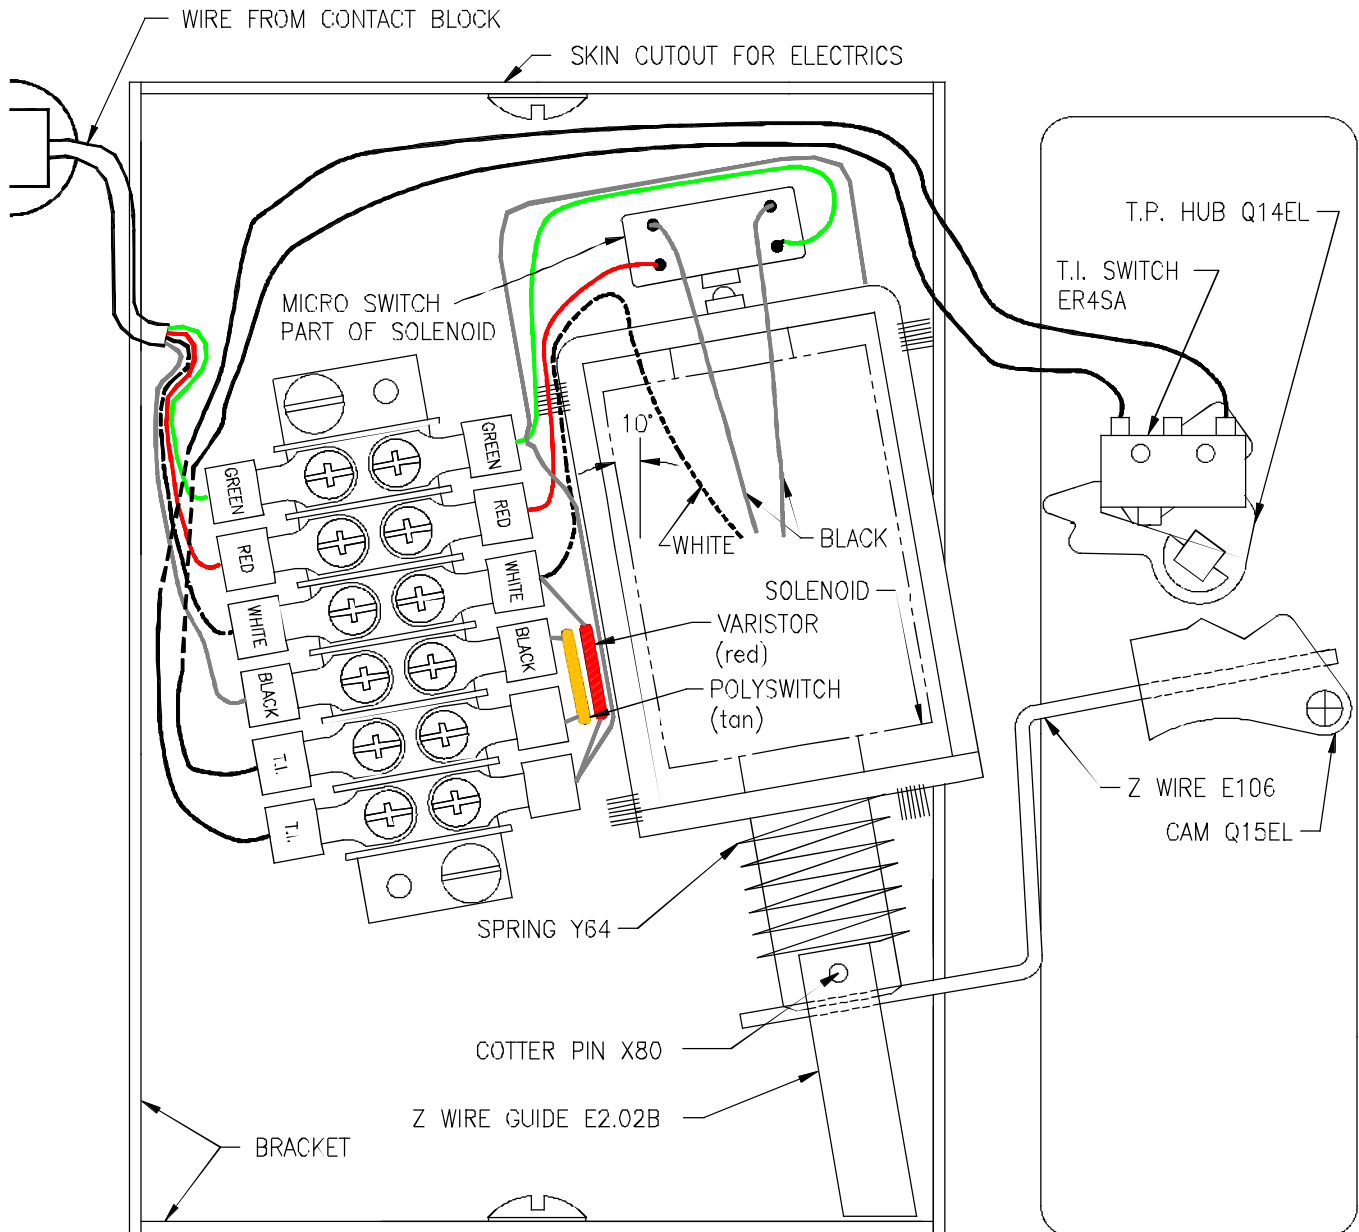 WIRE FROM CONTACT BLOCK
SKIN CUTOUT FOR ELECTRICS
T.P. HUB Q14EL
T.I. SWITCH
ER4SA
MICRO SWITCH
PART OF SOLENOID
10°
GREEN
GREEN
RED
RED
WHITE
WHITE
BLACK
BLACK
T.I.
T.I.
WHITE
BLACK
SOLENOID
VARISTOR
(red)
POLYSWITCH
(tan)
Z WIRE E106
CAM Q15EL
SPRING Y64
COTTER PIN X80
Z WIRE GUIDE E2.02B
BRACKET